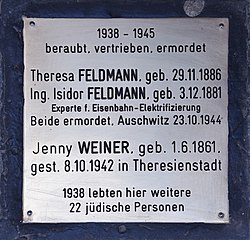 1938 - 1945
beraubt, vertrieben, ermordet
Theresa FELDMANN, geb. 29.11.1886
Ing. Isidor FELDMANN, geb. 3.12.1881
Experte f. Eisenbahn-Elektrifizierung
Beide ermordet, Auschwitz 23.10.1944
Jenny WEINER, geb. 1.6.1861,
gest. 8.10.1942 in Theresienstadt
1938 lebten hier weitere
22 jüdische Personen